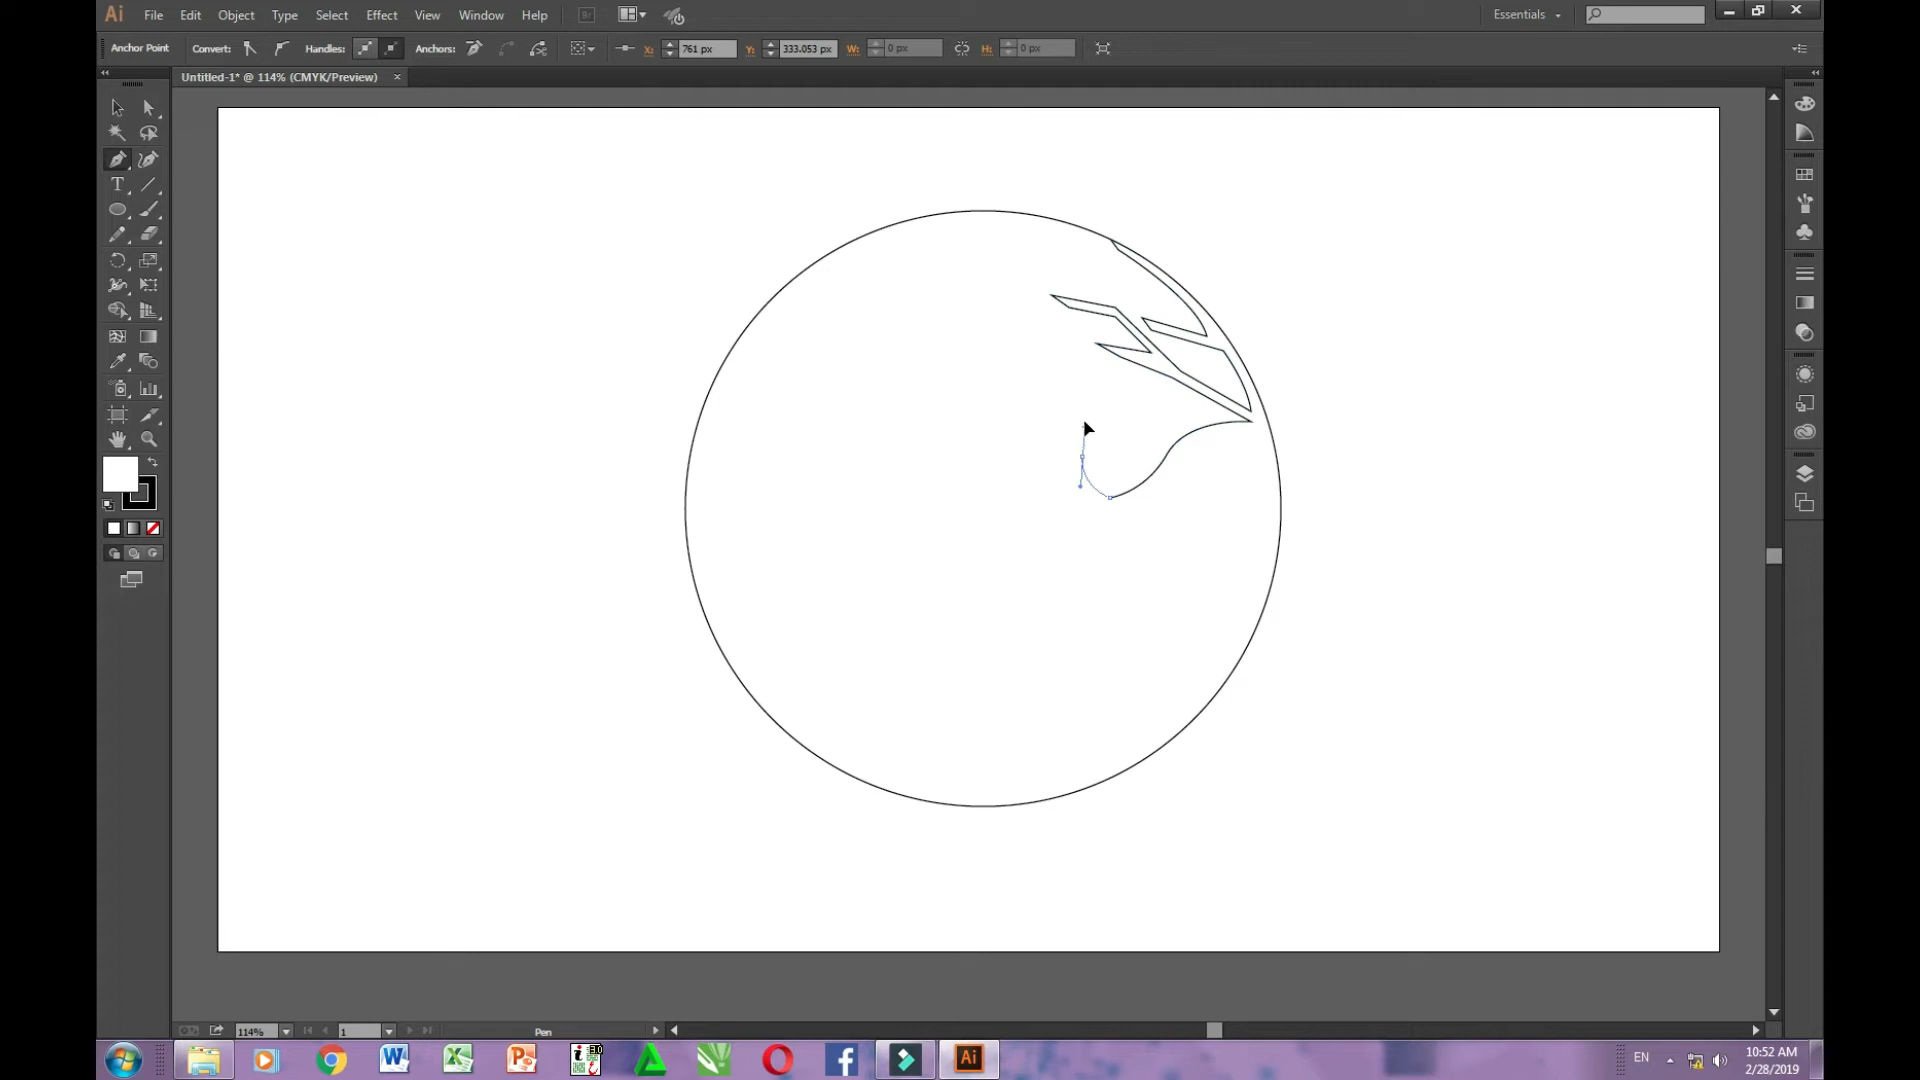 Ai File Edit Object Type Select Effect View Window Help Br Essentials
Anchor Point Convert: Handles: Anchors: X: 761 px Y: 333.053 px W: 0 px H: 0 px
Untitled-1* @ 114% (CMYK/Preview) ×
T
114% 1 Pen
EN 10:52 AM
2/28/2019